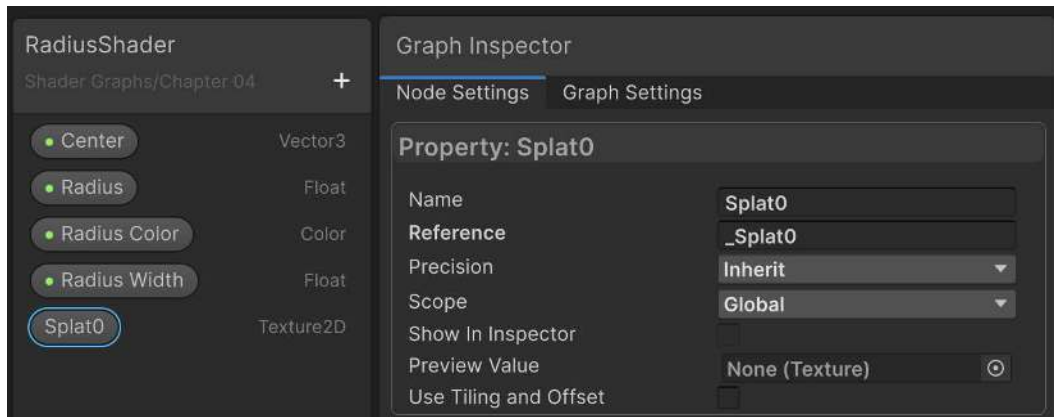 RadiusShader
Shader Graphs/Chapter 04
+
Center Vector3
Radius Float
Radius Color Color
Radius Width Float
Splat0 Texture2D
Graph Inspector
Node Settings Graph Settings
Property: Splat0
Name Splat0
Reference _Splat0
Precision Inherit
Scope Global
Show In Inspector
Preview Value None (Texture)
Use Tiling and Offset